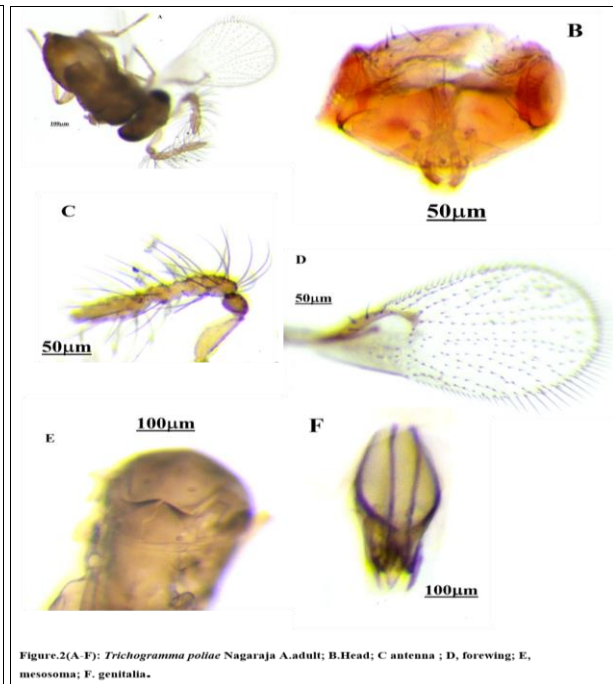 A
100µm
B
50µm
C
50µm
D
50µm
E
100µm
F
100µm
Figure.2(A-F): Trichogramma poliae Nagaraja A.adult; B.Head; C antenna ; D, forewing; E,
mesosoma; F. genitalia.